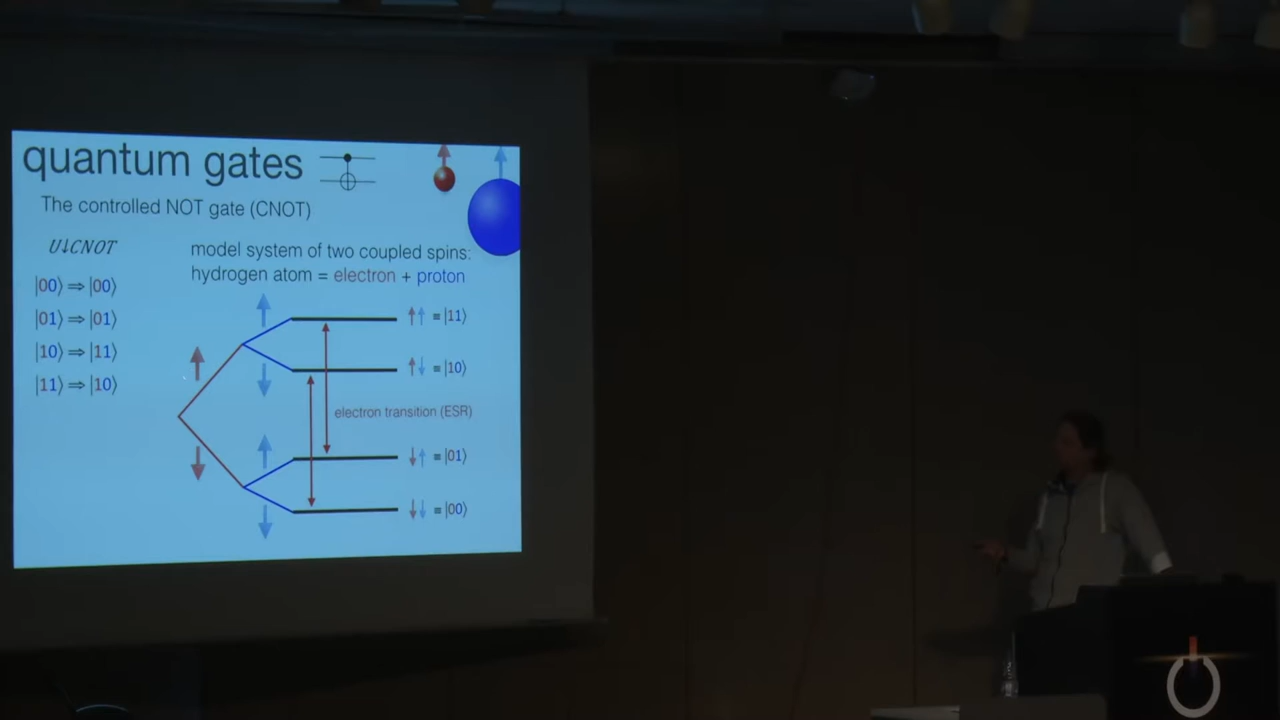 quantum gates
The controlled NOT gate (CNOT)
U↓CNOT
|00⟩ ⇒ |00⟩
|01⟩ ⇒ |01⟩
|10⟩ ⇒ |11⟩
|11⟩ ⇒ |10⟩
model system of two coupled spins:
hydrogen atom = electron + proton
↑↑ ≡ |11⟩
↑↓ ≡ |10⟩
electron transition (ESR)
↓↑ ≡ |01⟩
↓↓ ≡ |00⟩